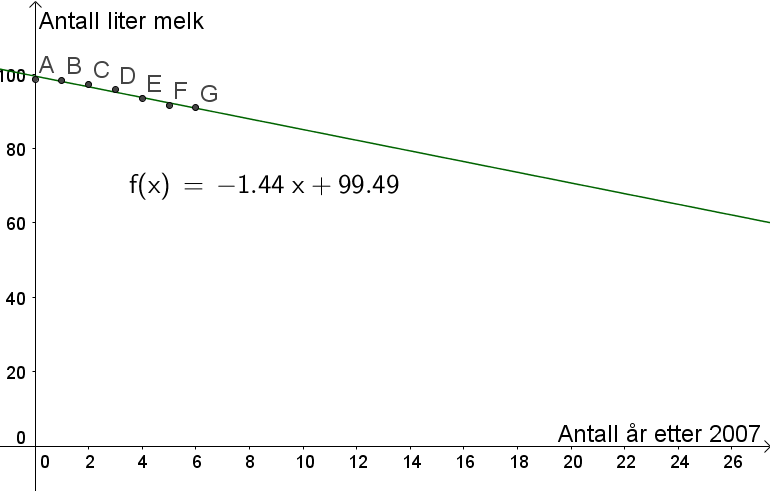 Antall liter melk
100
A B C D E F G
80
f(x) = −1.44 x + 99.49
60
40
20
Antall år etter 2007
0
0 2 4 6 8 10 12 14 16 18 20 22 24 26